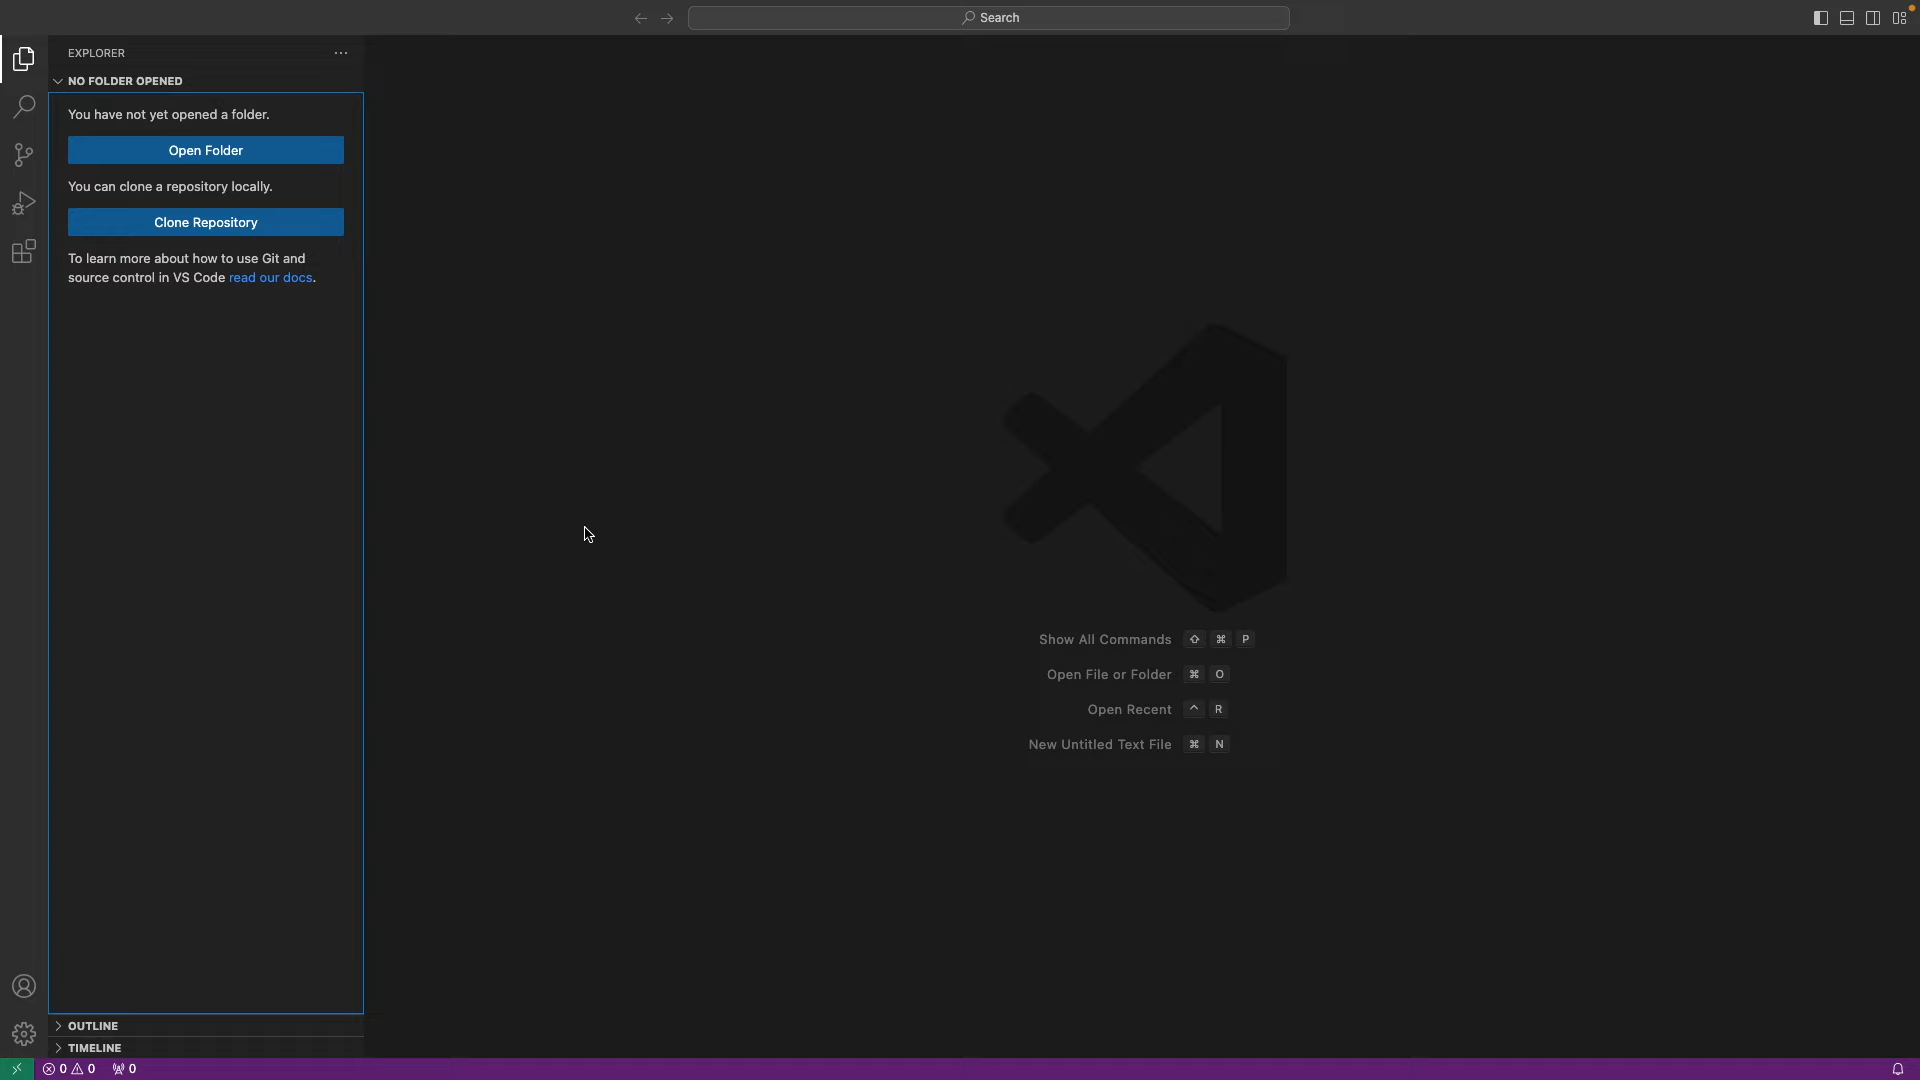 Search
EXPLORER
NO FOLDER OPENED
You have not yet opened a folder.
Open Folder
You can clone a repository locally.
Clone Repository
To learn more about how to use Git and
source control in VS Code read our docs.
Show All Commands ⇧ ⌘ P
Open File or Folder ⌘ O
Open Recent ^ R
New Untitled Text File ⌘ N
OUTLINE
TIMELINE
0 0 0